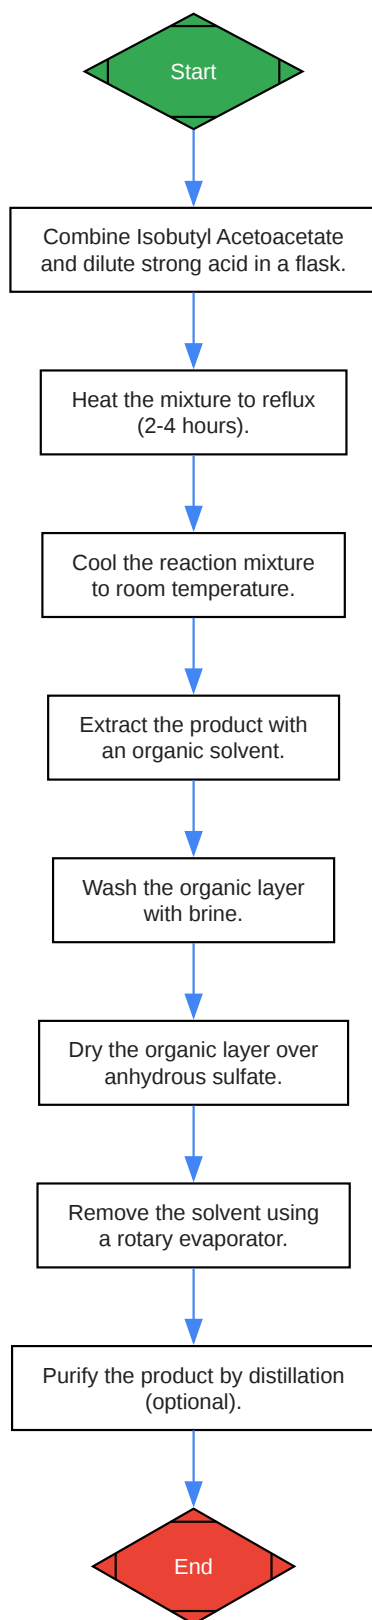 Start
Combine Isobutyl Acetoacetate
and dilute strong acid in a flask.
Heat the mixture to reflux
(2-4 hours).
Cool the reaction mixture
to room temperature.
Extract the product with
an organic solvent.
Wash the organic layer
with brine.
Dry the organic layer over
anhydrous sulfate.
Remove the solvent using
a rotary evaporator.
Purify the product by distillation
(optional).
End